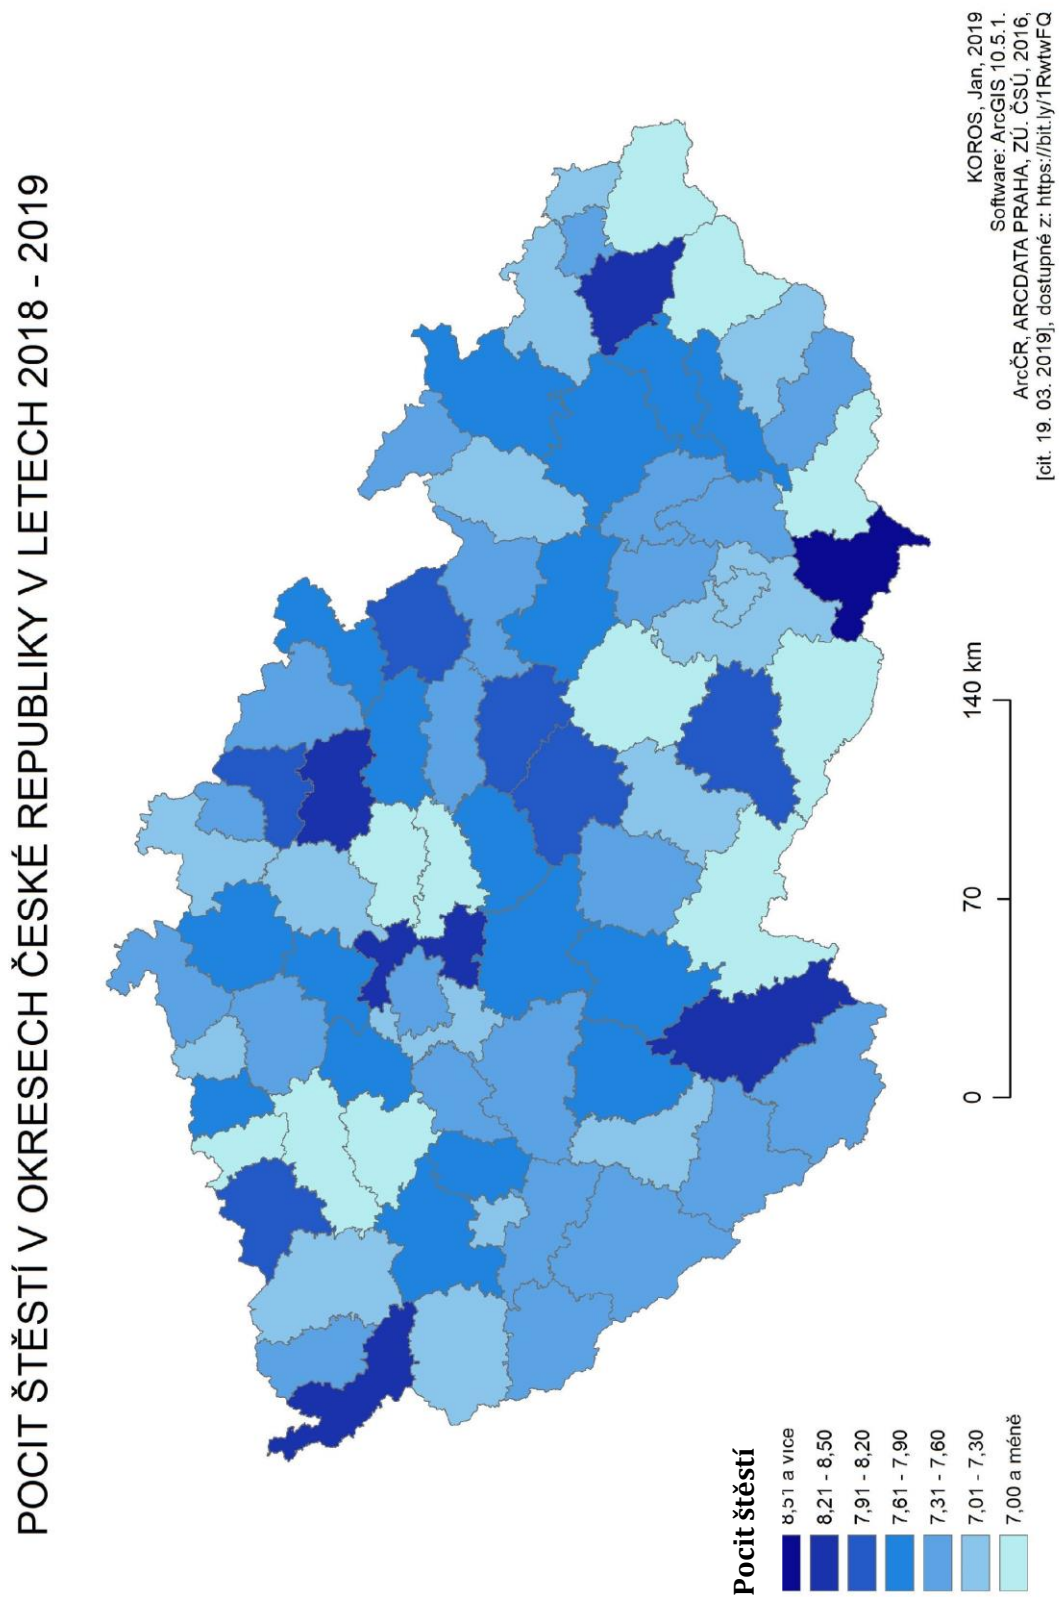 POCIT ŠTĚSTÍ V OKRESECH ČESKÉ REPUBLIKY V LETECH 2018 - 2019
Pocit štěstí
8,51 a více
8,21 - 8,50
7,91 - 8,20
7,61 - 7,90
7,31 - 7,60
7,01 - 7,30
7,00 a méně
0 70 140 km
KOROS, Jan, 2019
Software: ArcGIS 10.5.1.
ArcČR, ARCDATA PRAHA, ZÚ. ČSÚ, 2016,
[cit. 19. 03. 2019], dostupné z: https://bit.ly/1RwtwFQ